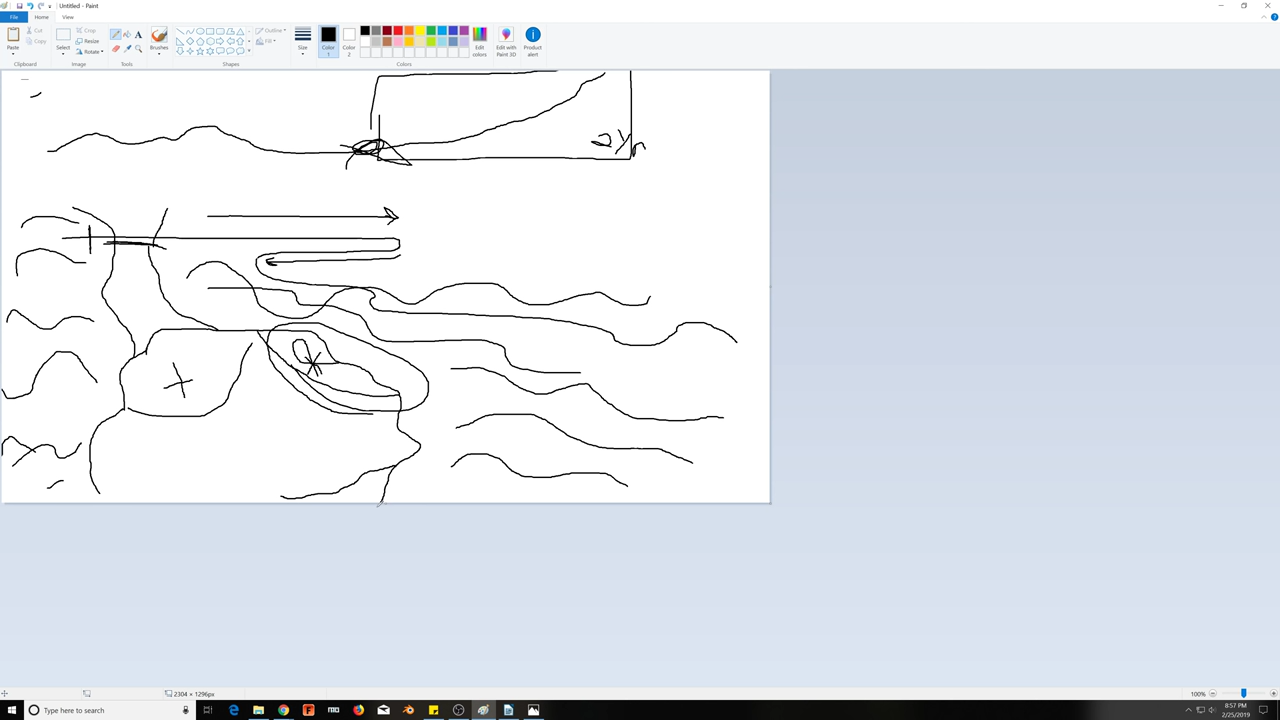 Untitled - Paint
File
Home
View
Paste
Cut
Copy
Clipboard
Select
Crop
Resize
Rotate
Image
A
Tools
Brushes
Shapes
Outline
Fill
Size
Color 1
Color 2
Colors
Edit colors
Edit with Paint 3D
Product alert
2yr
2304 × 1296px
100%
Type here to search
8:57 PM
2/25/2019